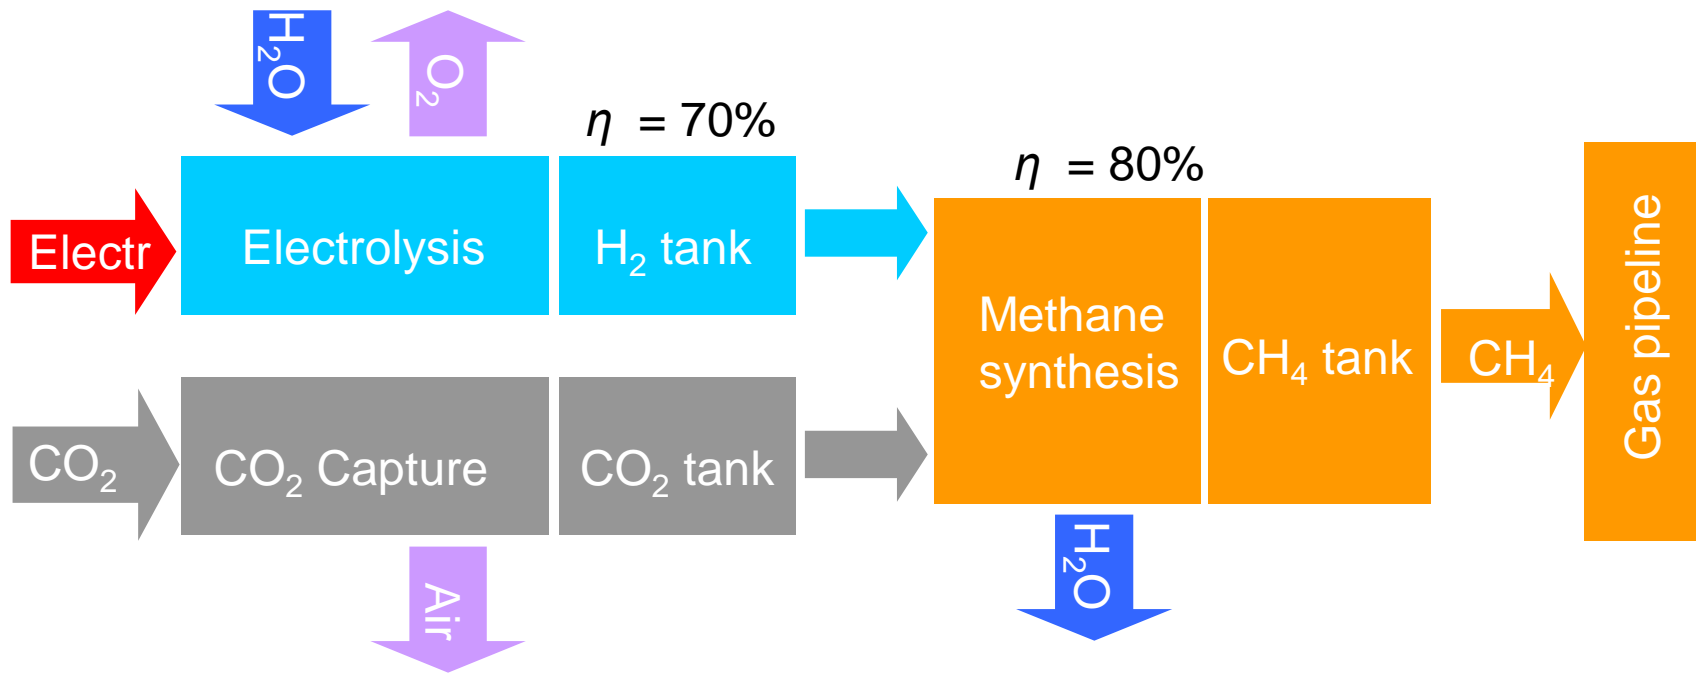 H₂O
O₂
η = 70%
η = 80%
Electr
Electrolysis
H₂ tank
Methane
synthesis
CH₄ tank
CH₄
Gas pipeline
CO₂
CO₂ Capture
CO₂ tank
H₂O
Air